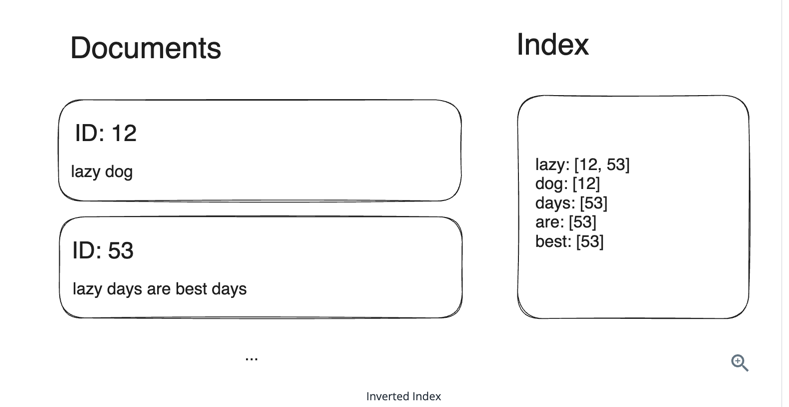 Documents
ID: 12
lazy dog
ID: 53
lazy days are best days
...
Index
lazy: [12, 53]
dog: [12]
days: [53]
are: [53]
best: [53]
Inverted Index